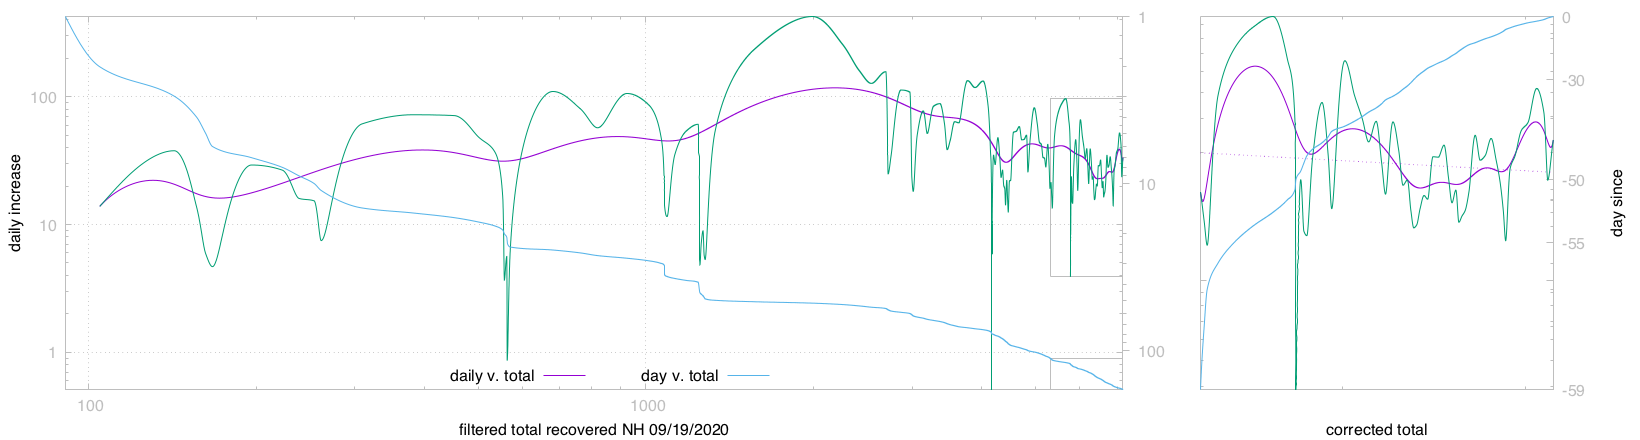 daily increase
100
10
1
100
1000
1
10
100
daily v. total
day v. total
filtered total recovered NH 09/19/2020
0
-30
-50
-55
-59
day since
corrected total